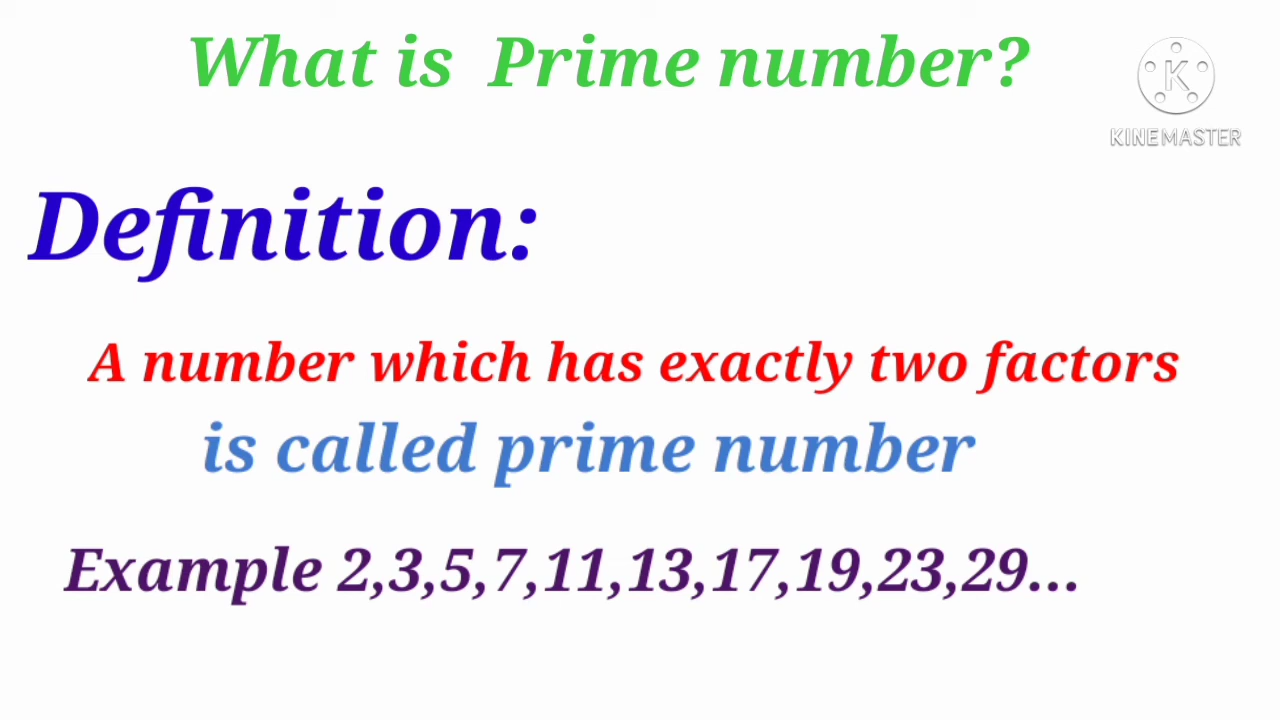 What is Prime number?
K
KINEMASTER
Definition:
A number which has exactly two factors
is called prime number
Example 2,3,5,7,11,13,17,19,23,29...